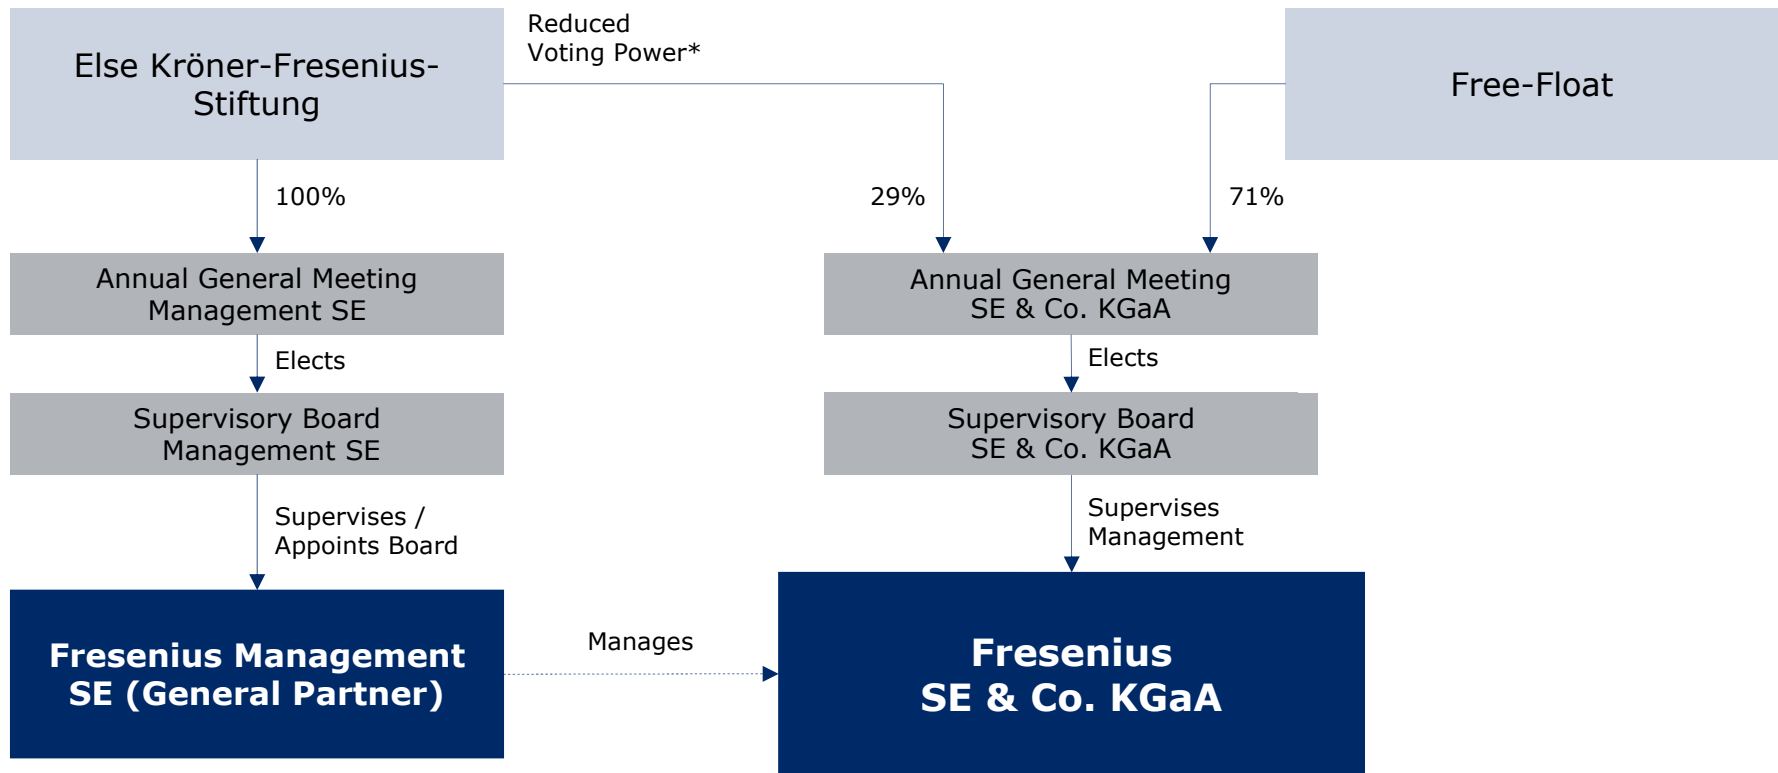 Else Kröner-Fresenius-
Stiftung
Reduced
Voting Power*
Free-Float
100%
29%
71%
Annual General Meeting
Management SE
Annual General Meeting
SE & Co. KGaA
Elects
Elects
Supervisory Board
Management SE
Supervisory Board
SE & Co. KGaA
Supervises /
Appoints Board
Supervises
Management
Fresenius Management
SE (General Partner)
Manages
Fresenius
SE & Co. KGaA